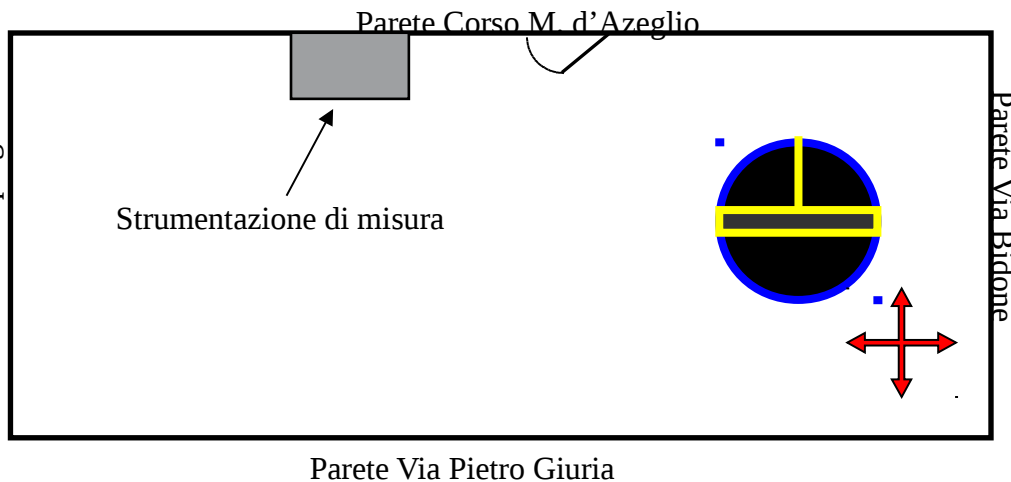 Parete Corso M. d’Azeglio
Strumentazione di misura
Parete Via Bidone
Parete Via Pietro Giuria